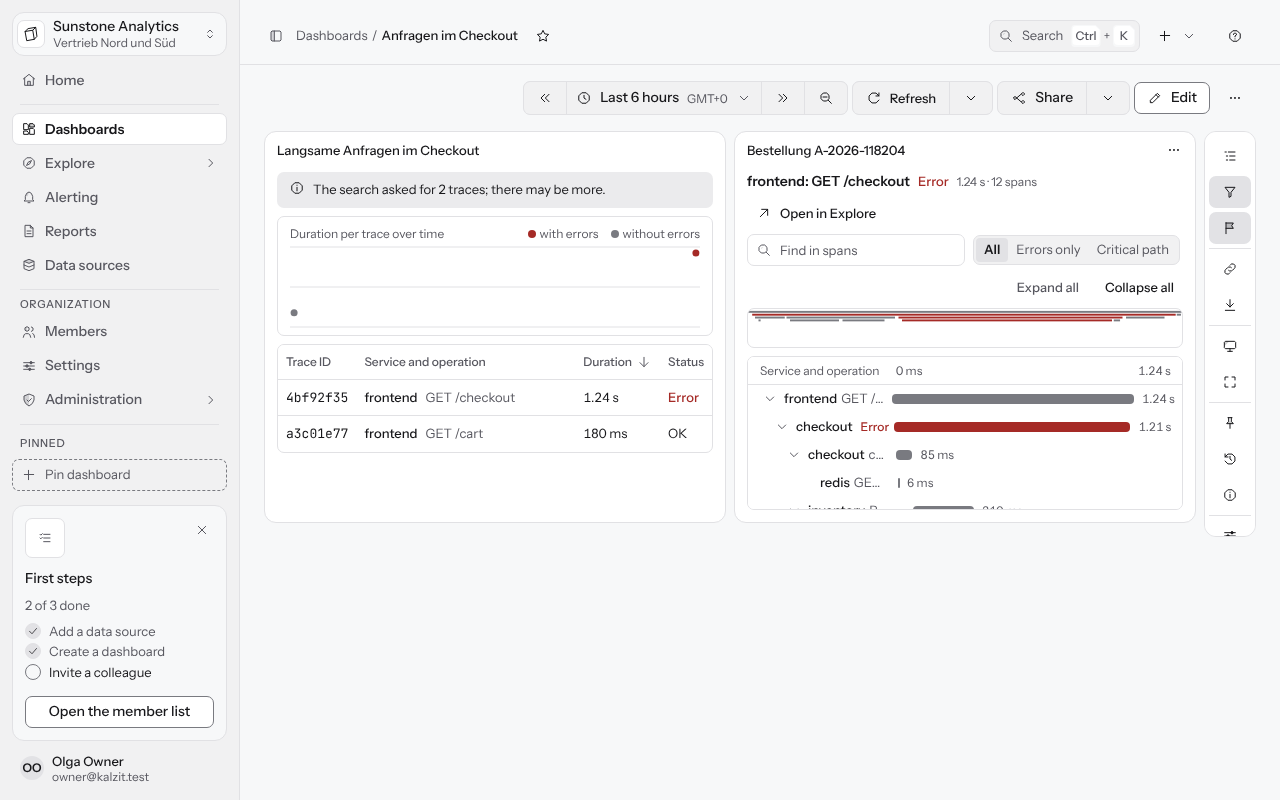 Sunstone Analytics
Vertrieb Nord und Süd
Home
Dashboards
Explore
Alerting
Reports
Data sources
ORGANIZATION
Members
Settings
Administration
PINNED
Pin dashboard
First steps
2 of 3 done
Add a data source
Create a dashboard
Invite a colleague
Open the member list
OO
Olga Owner
owner@kalzit.test
Dashboards / Anfragen im Checkout
Search Ctrl + K
Last 6 hours GMT+0
Refresh
Share
Edit
Langsame Anfragen im Checkout
The search asked for 2 traces; there may be more.
Duration per trace over time
with errors
without errors
Trace ID Service and operation Duration Status
4bf92f35 frontend GET /checkout 1.24 s Error
a3c01e77 frontend GET /cart 180 ms OK
Bestellung A-2026-118204
frontend: GET /checkout Error 1.24 s · 12 spans
Open in Explore
Find in spans
All Errors only Critical path
Expand all Collapse all
Service and operation 0 ms 1.24 s
frontend GET /... 1.24 s
checkout Error 1.21 s
checkout c... 85 ms
redis GE... 6 ms